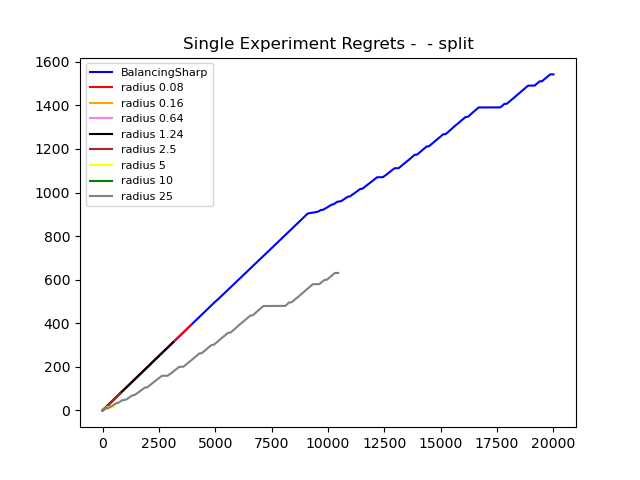 Single Experiment Regrets -  - split
1600
1400
1200
1000
800
600
400
200
0
BalancingSharp
radius 0.08
radius 0.16
radius 0.64
radius 1.24
radius 2.5
radius 5
radius 10
radius 25
0 2500 5000 7500 10000 12500 15000 17500 20000